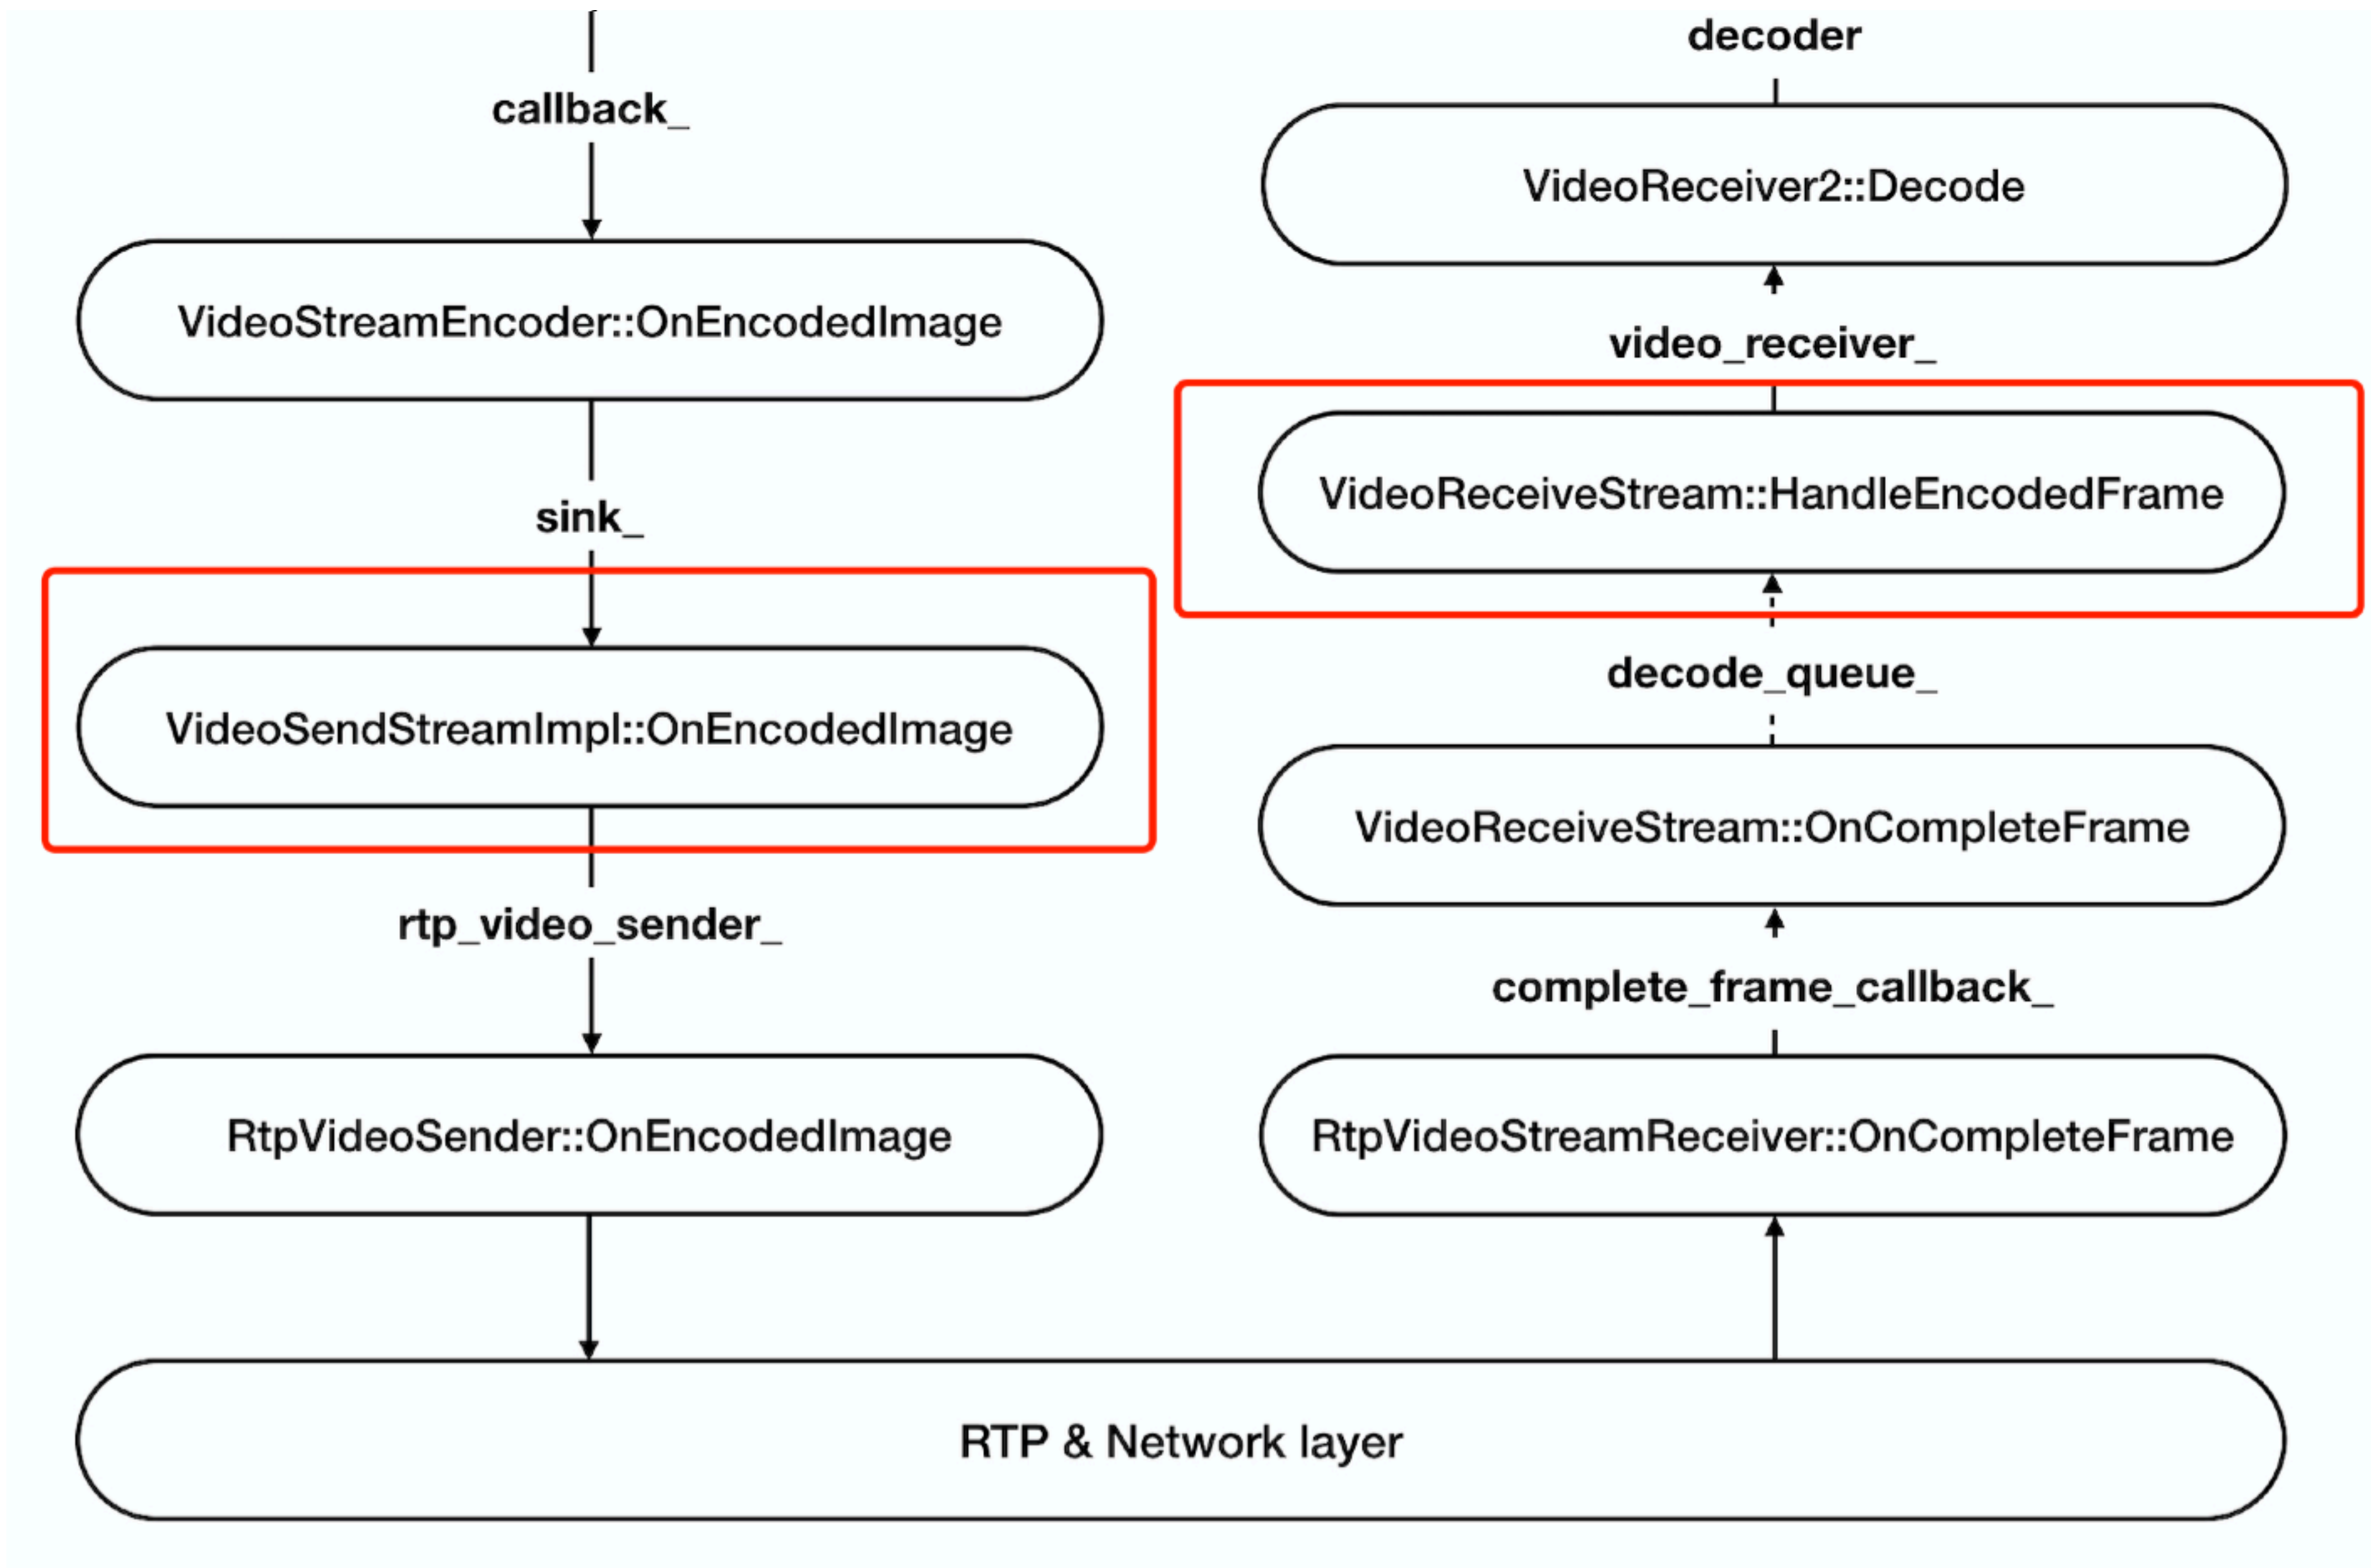 callback_
VideoStreamEncoder::OnEncodedImage
sink_
VideoSendStreamImpl::OnEncodedImage
rtp_video_sender_
RtpVideoSender::OnEncodedImage
decoder
VideoReceiver2::Decode
video_receiver_
VideoReceiveStream::HandleEncodedFrame
decode_queue_
VideoReceiveStream::OnCompleteFrame
complete_frame_callback_
RtpVideoStreamReceiver::OnCompleteFrame
RTP & Network layer